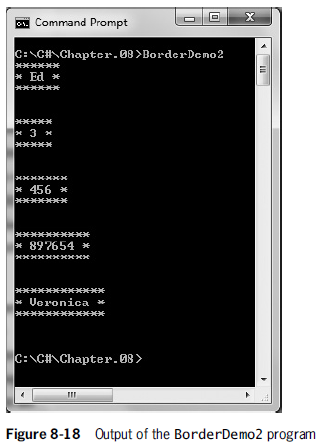 Command Prompt
C:\C#\Chapter.08>BorderDemo2
******
* Ed *
******
*****
* 3 *
*****
*******
* 456 *
*******
**********
* 897654 *
**********
************
* Veronica *
************
C:\C#\Chapter.08>
Figure 8-18 Output of the BorderDemo2 program